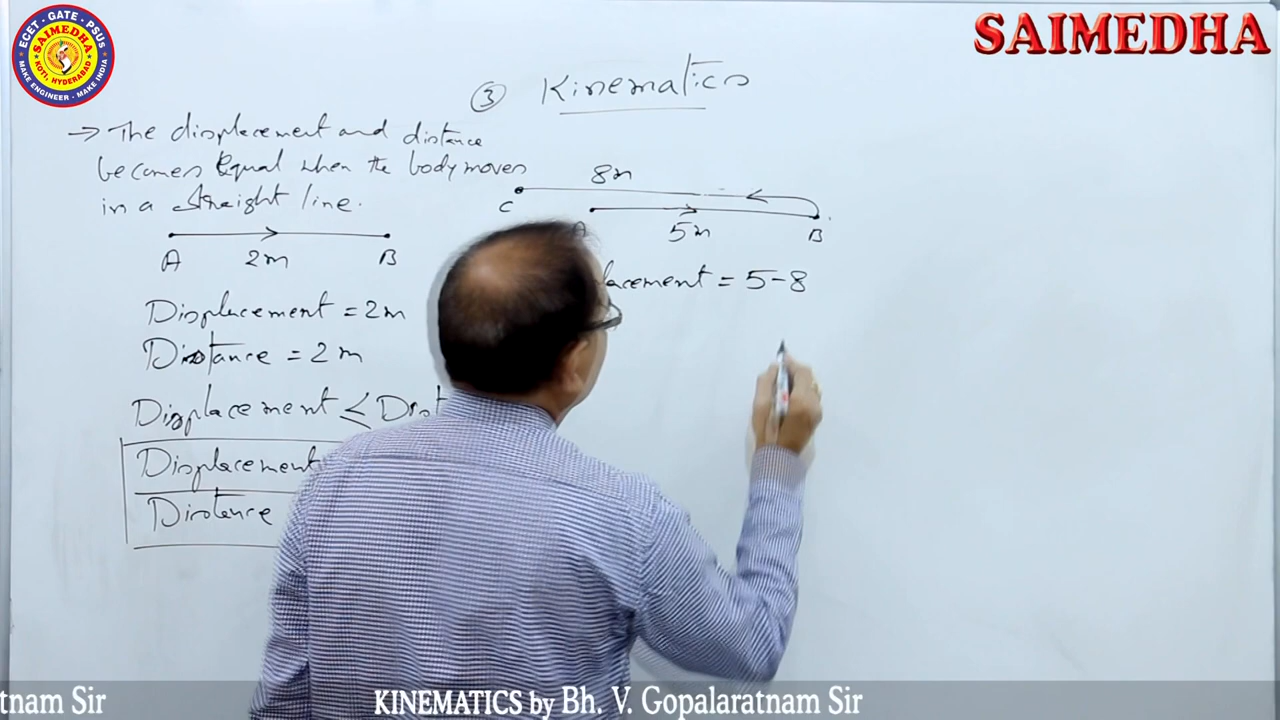 ECET - GATE - PSUS
SAIMEDHA
KOTI, HYDERABAD
MAKE ENGINEER - MAKE INDIA
SAIMEDHA
③ Kinematics
→ The displacement and distance
becomes Equal when the body moves
in a straight line.
A 2m B
Displacement = 2m
Distance = 2m
Displacement ≤ Dist
Displacement
Distance
8m
C
5m B
lacement = 5-8
tnam Sir KINEMATICS by Bh. V. Gopalaratnam Sir